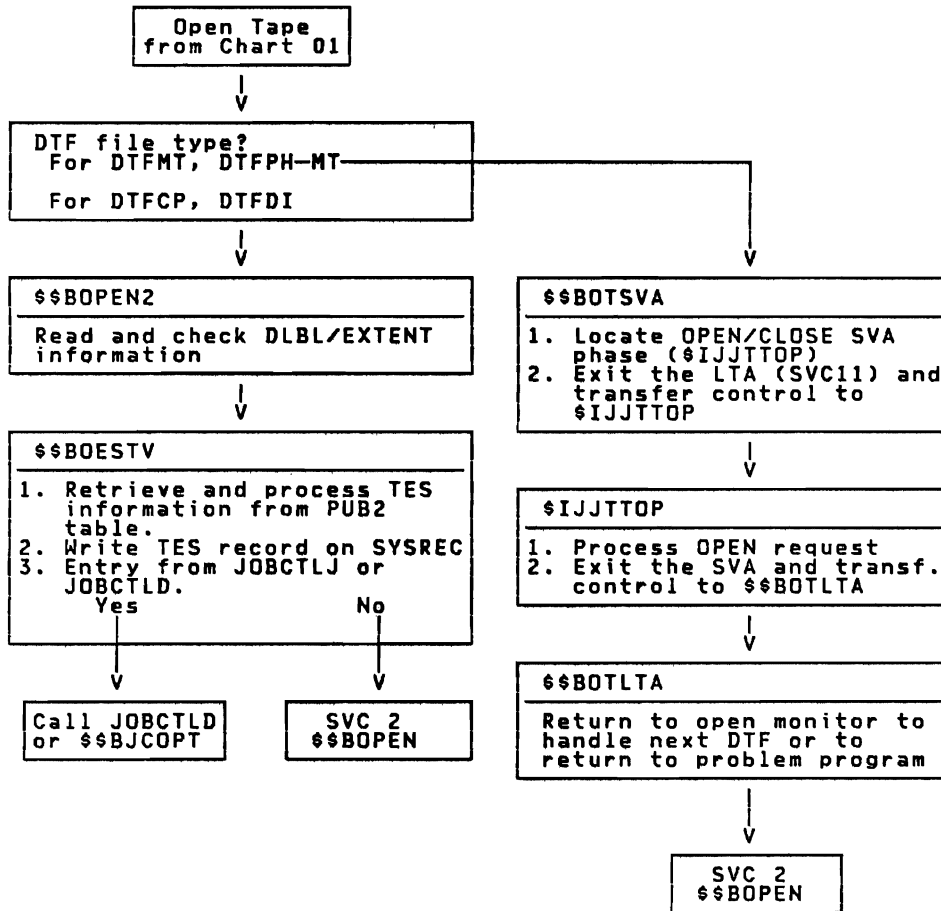 Open Tape
from Chart 01
DTF file type?
For DTFMT, DTFPH-MT
For DTFCP, DTFDI
$$BOPEN2
Read and check DLBL/EXTENT
information
$$BOESTV
1. Retrieve and process TES
information from PUB2
table.
2. Write TES record on SYSREC
3. Entry from JOBCTLJ or
JOBCTLD.
Yes No
Call JOBCTLD
or $$BJCOPT
SVC 2
$$BOPEN
$$BOTSVA
1. Locate OPEN/CLOSE SVA
phase ($IJJTTOP)
2. Exit the LTA (SVC11) and
transfer control to
$IJJTTOP
$IJJTTOP
1. Process OPEN request
2. Exit the SVA and transf.
control to $$BOTLTA
$$BOTLTA
Return to open monitor to
handle next DTF or to
return to problem program
SVC 2
$$BOPEN